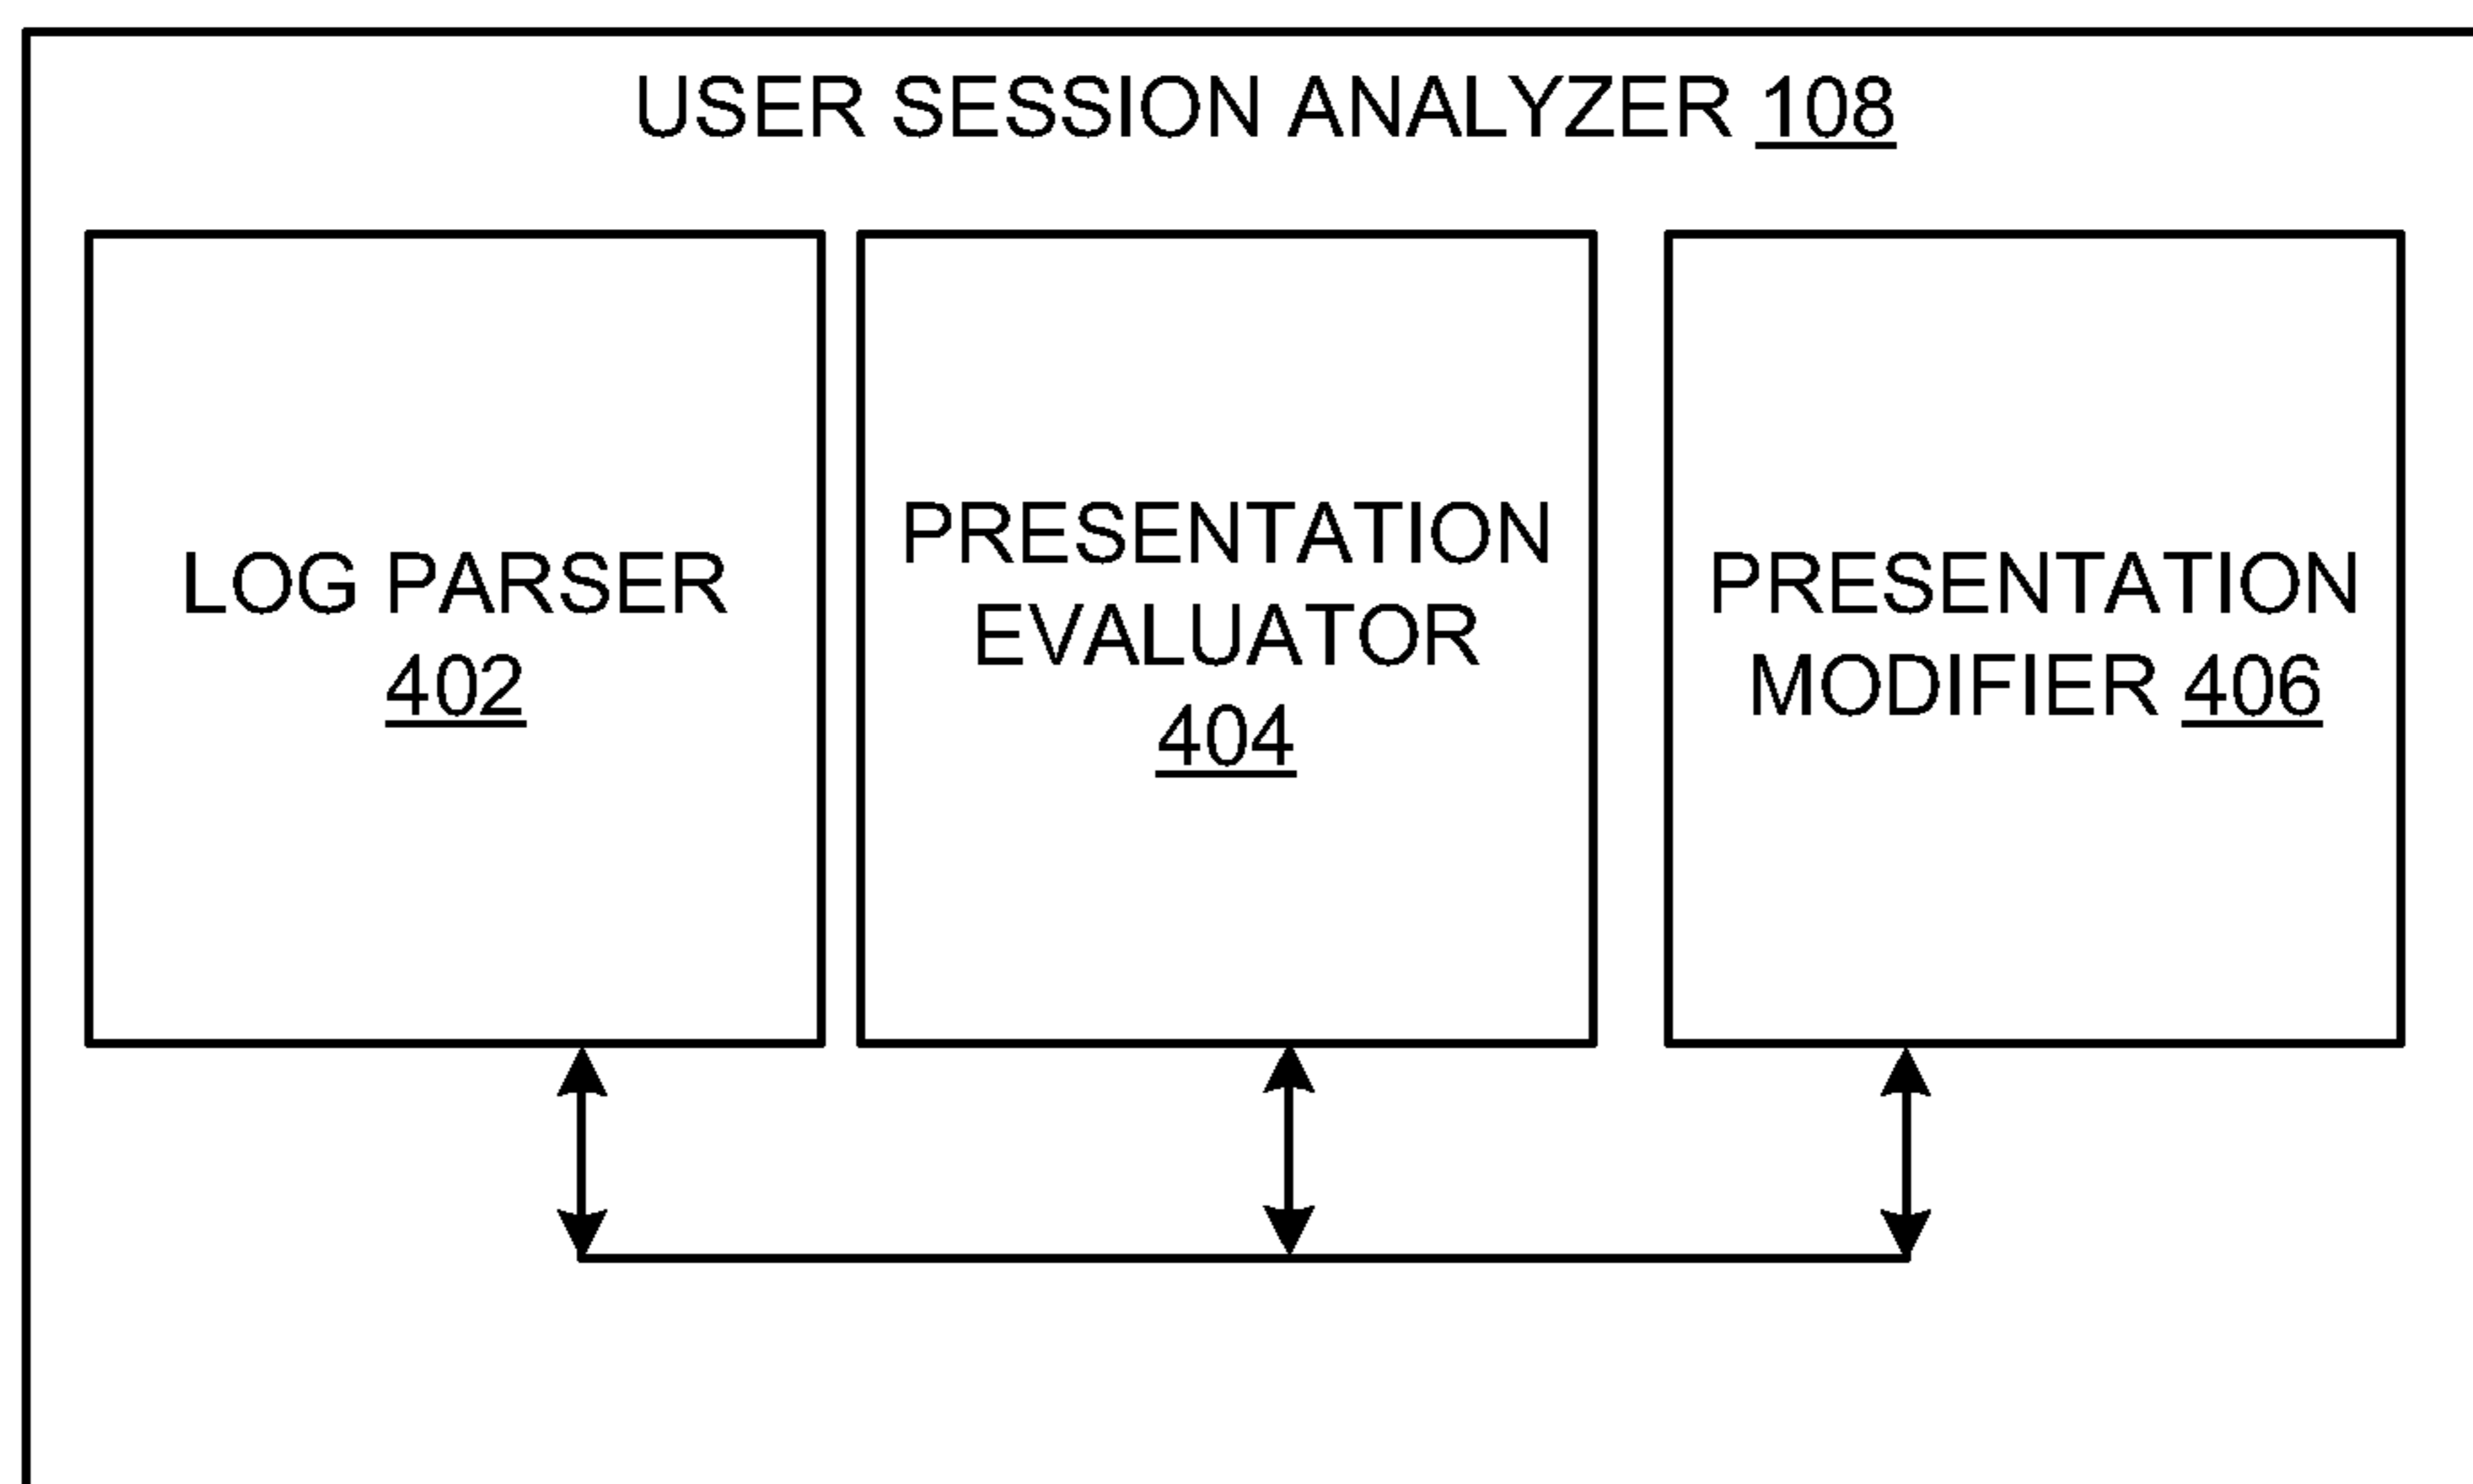 USER SESSION ANALYZER 108
LOG PARSER
402
PRESENTATION
EVALUATOR
404
PRESENTATION
MODIFIER 406